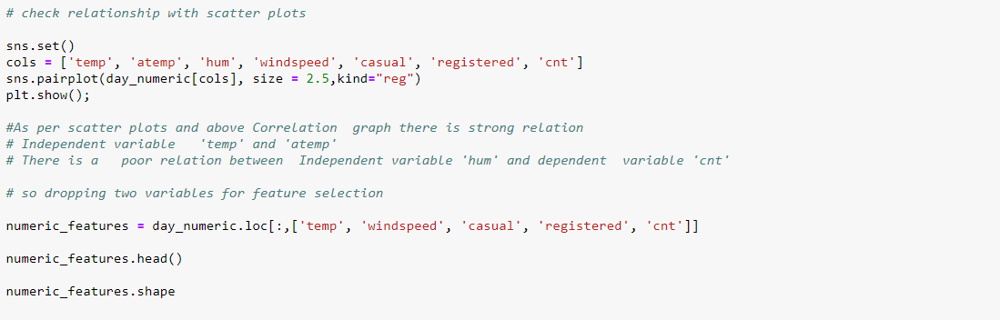 # check relationship with scatter plots
sns.set()
cols = ['temp', 'atemp', 'hum', 'windspeed', 'casual', 'registered', 'cnt']
sns.pairplot(day_numeric[cols], size = 2.5,kind="reg")
plt.show();
#As per scatter plots and above Correlation  graph there is strong relation
# Independent variable   'temp' and 'atemp'
# There is a   poor relation between  Independent variable 'hum' and dependent  variable 'cnt'
# so dropping two variables for feature selection
numeric_features = day_numeric.loc[:,['temp', 'windspeed', 'casual', 'registered', 'cnt']]
numeric_features.head()
numeric_features.shape